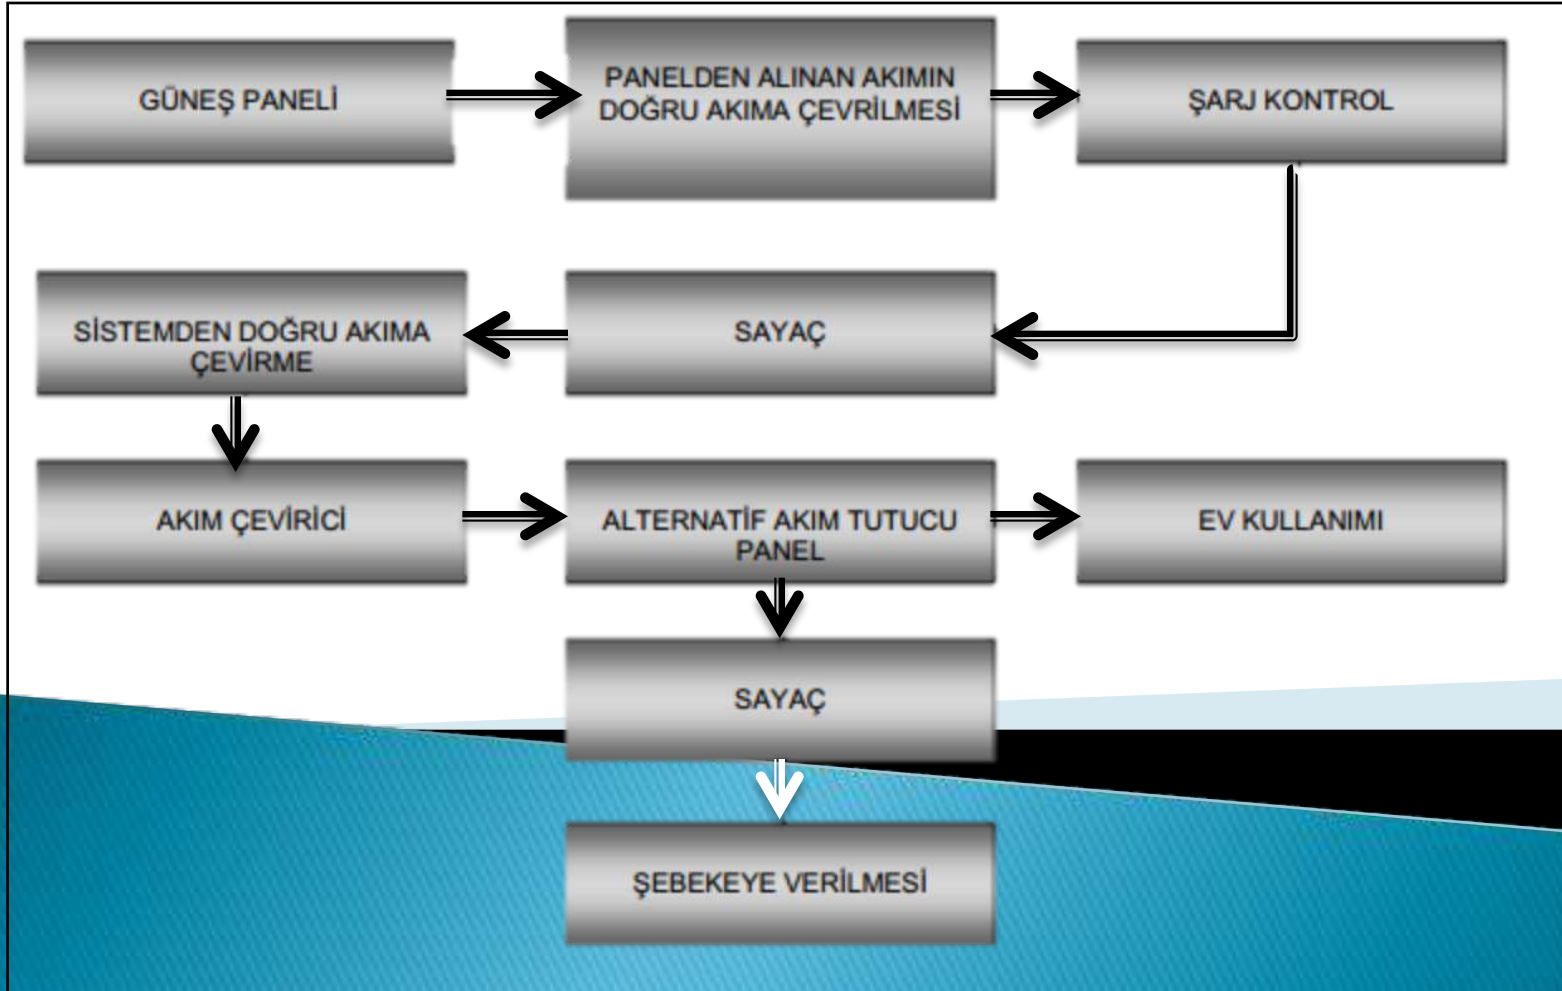 GÜNEŞ PANELİ
PANELDEN ALINAN AKIMIN
DOĞRU AKIMA ÇEVRİLMESİ
ŞARJ KONTROL
SİSTEMDEN DOĞRU AKIMA
ÇEVİRME
SAYAÇ
AKIM ÇEVİRİCİ
ALTERNATİF AKIM TUTUCU
PANEL
EV KULLANIMI
SAYAÇ
ŞEBEKEYE VERİLMESİ